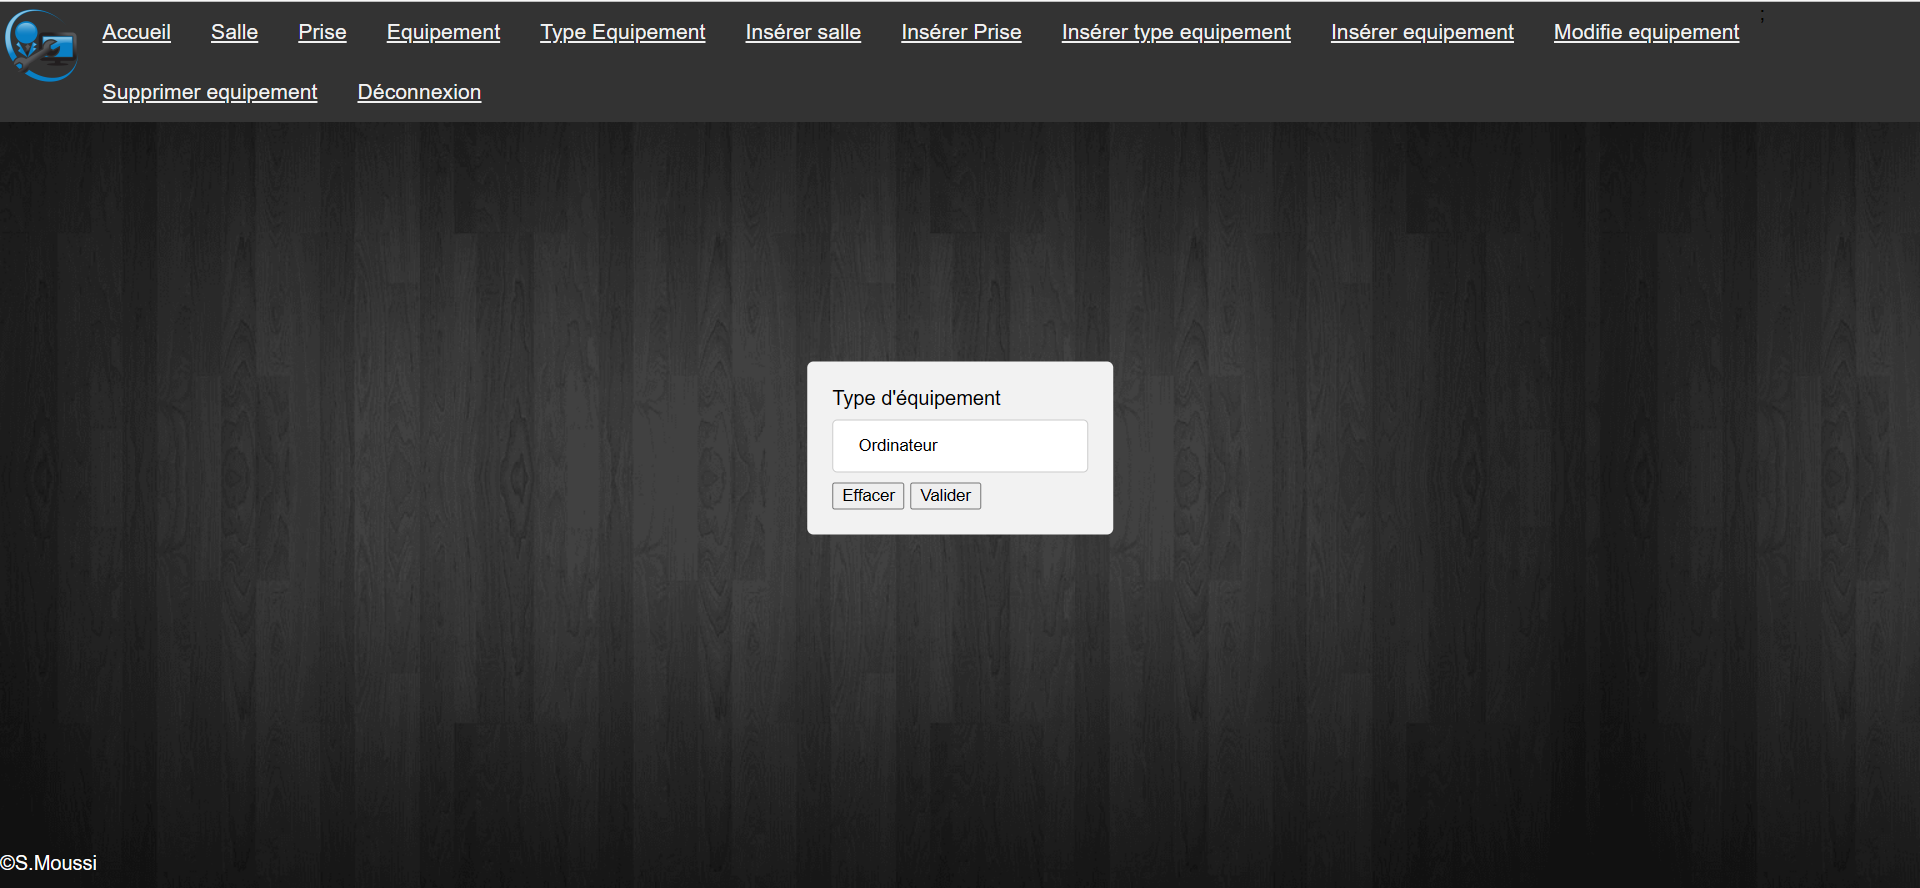 Accueil Salle Prise Equipement Type Equipement Insérer salle Insérer Prise Insérer type equipement Insérer equipement Modifie equipement ;
Supprimer equipement Déconnexion
Type d'équipement
Ordinateur
Effacer Valider
©S.Moussi